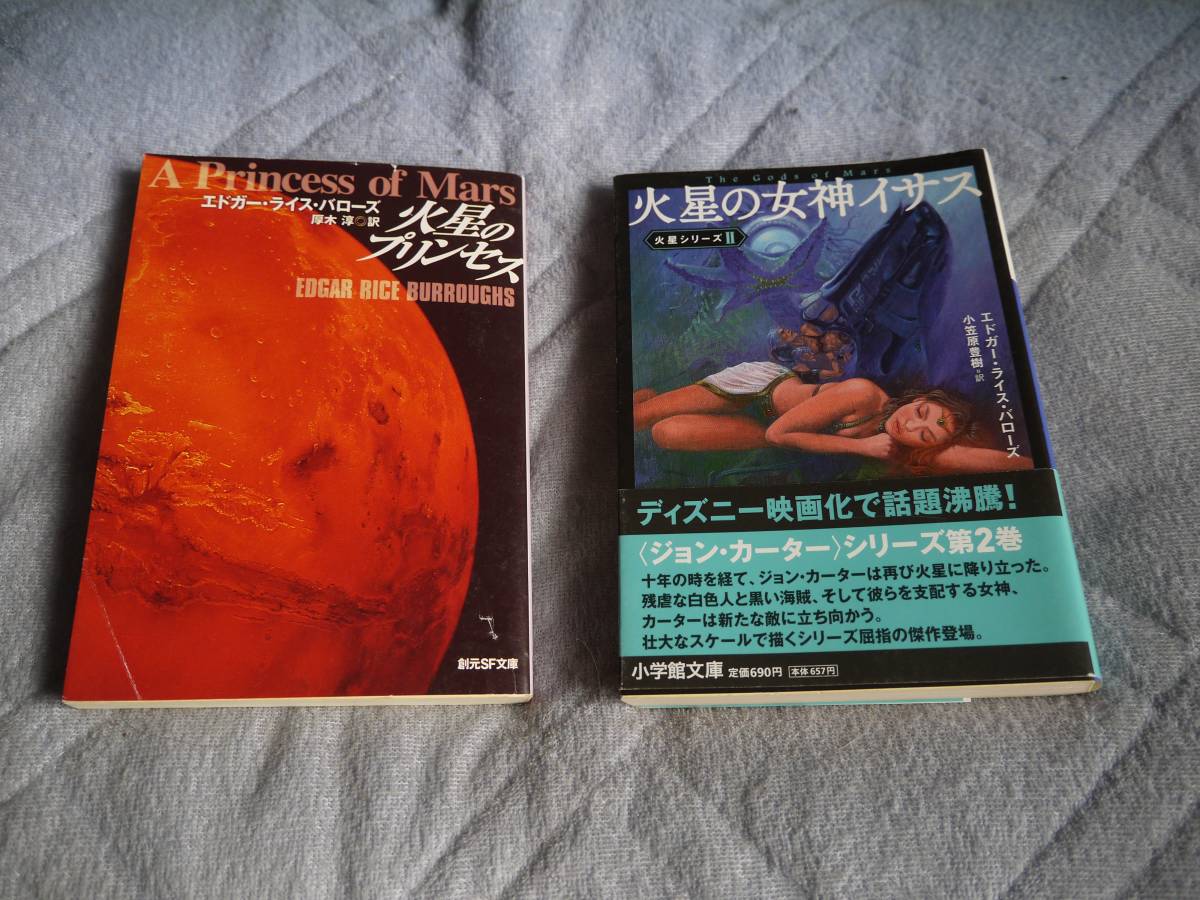 A Princess of Mars
エドガー・ライス・バローズ
厚木 淳◎訳
火星の
プリンセス
EDGAR RICE BURROUGHS
創元SF文庫
The Gods of Mars
火星の女神イサス
火星シリーズII
エドガー・ライス・バローズ
小笠原豊樹・訳
ディズニー映画化で話題沸騰!
〈ジョン・カーター〉シリーズ第2巻
十年の時を経て、ジョン・カーターは再び火星に降り立った。
残虐な白色人と黒い海賊、そして彼らを支配する女神、
カーターは新たな敵に立ち向かう。
壮大なスケールで描くシリーズ屈指の傑作登場。
小学館文庫 定価690円 本体657円